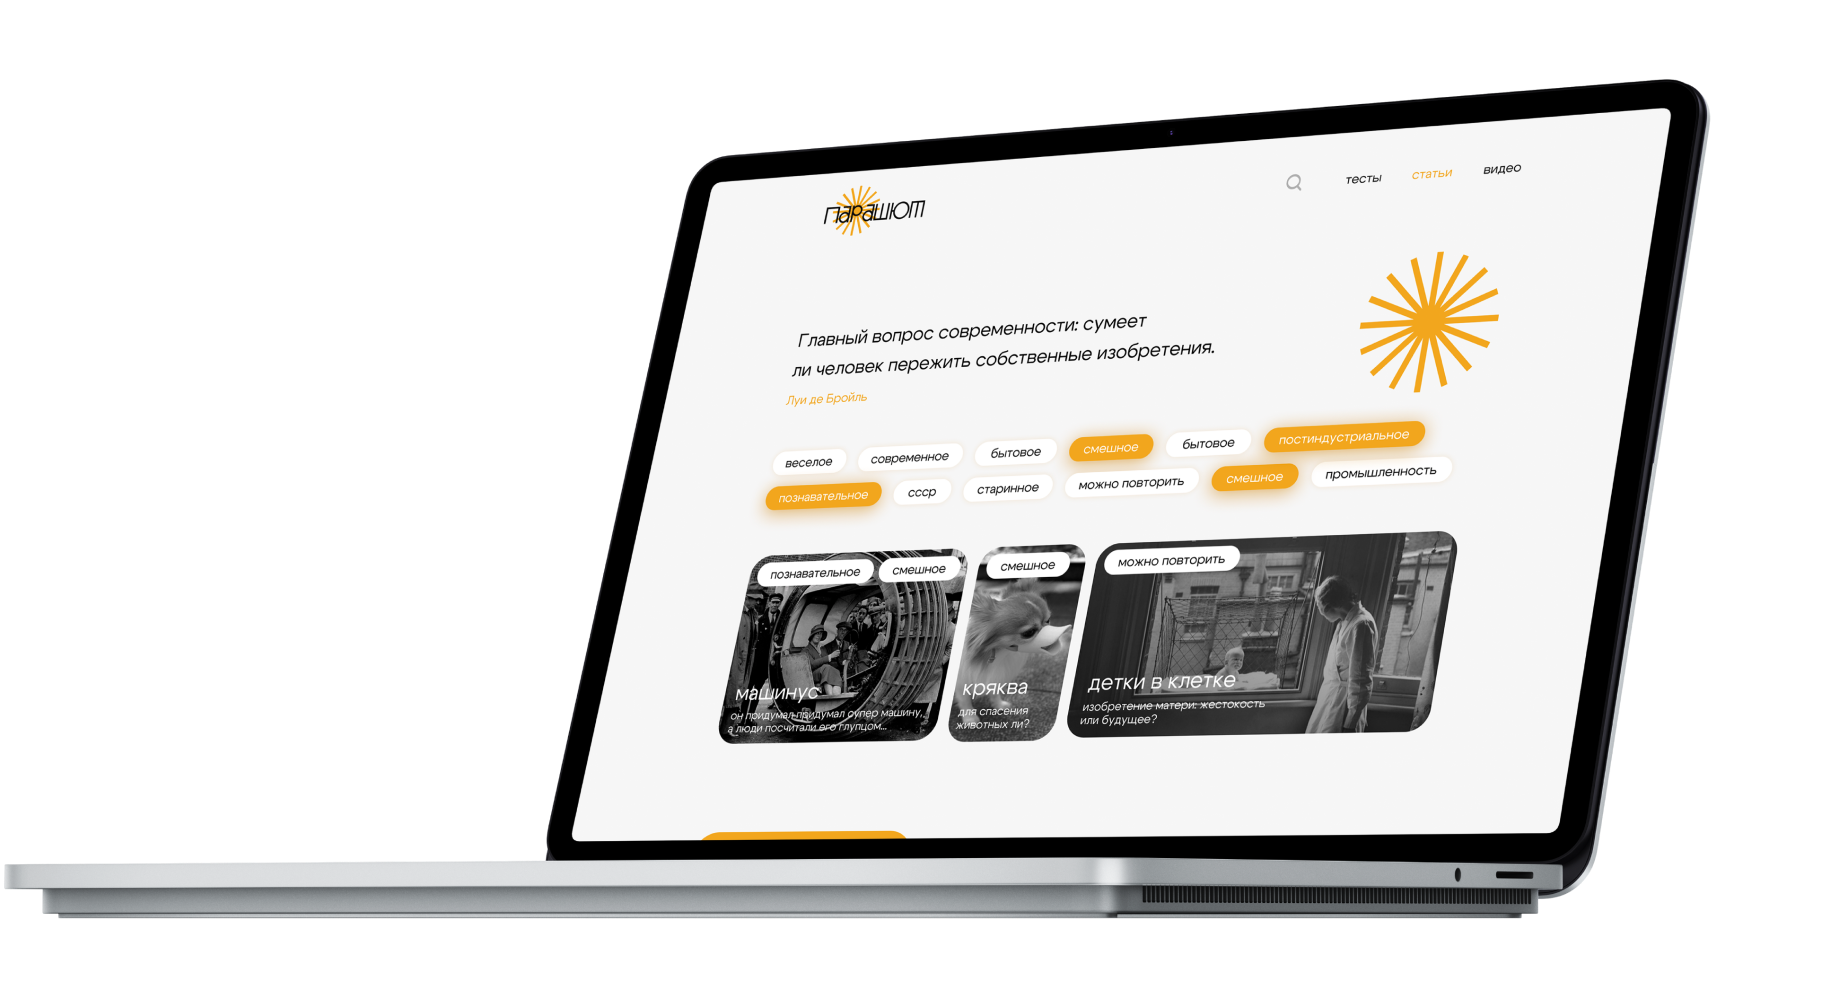 парашют
тесты статьи видео
Главный вопрос современности: сумеет
ли человек пережить собственные изобретения.
Луи де Бройль
веселое современное бытовое смешное бытовое постиндустриальное
познавательное ссср старинное можно повторить смешное промышленность
познавательное смешное
машинус
он придумал-придумал супер машину,
а люди посчитали его глупцом...
смешное
кряква
для спасения
животных ли?
можно повторить
детки в клетке
изобретение матери: жестокость
или будущее?